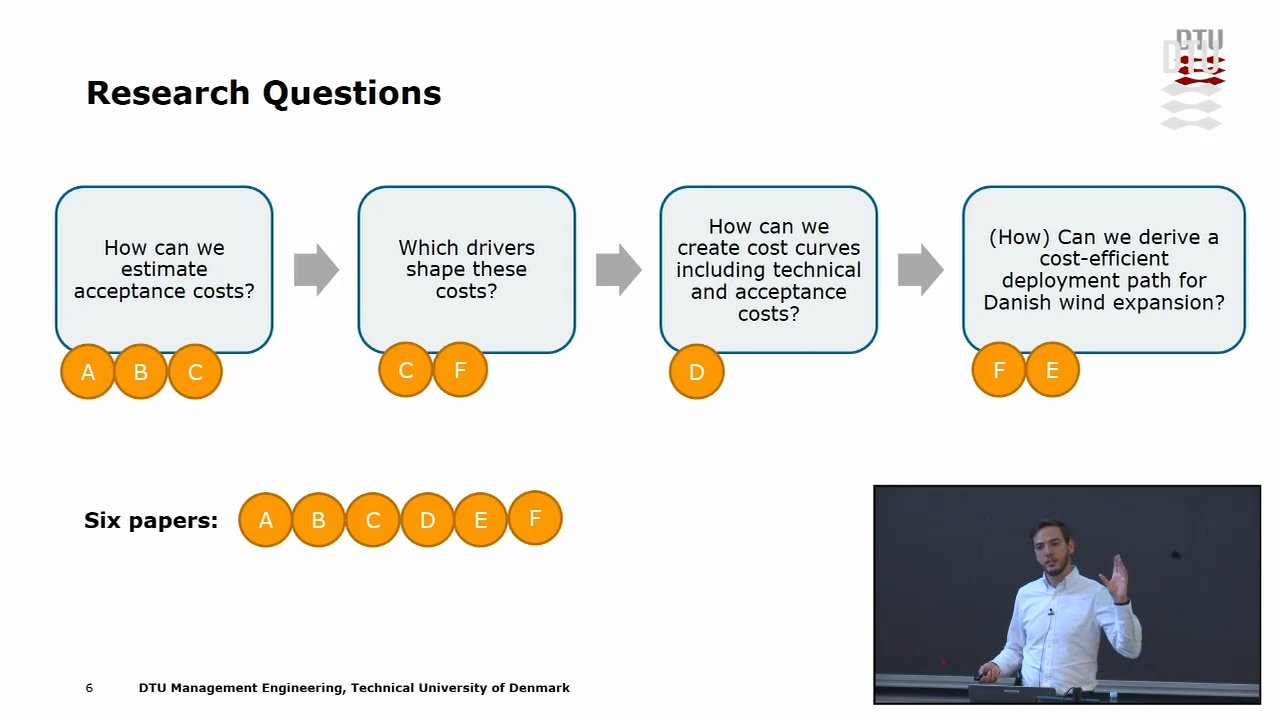 DTU
DTU
Research Questions
How can we
estimate
acceptance costs?
A B C
Which drivers
shape these
costs?
C F
How can we
create cost curves
including technical
and acceptance
costs?
D
(How) Can we derive a
cost-efficient
deployment path for
Danish wind expansion?
F E
Six papers: A B C D E F
6 DTU Management Engineering, Technical University of Denmark